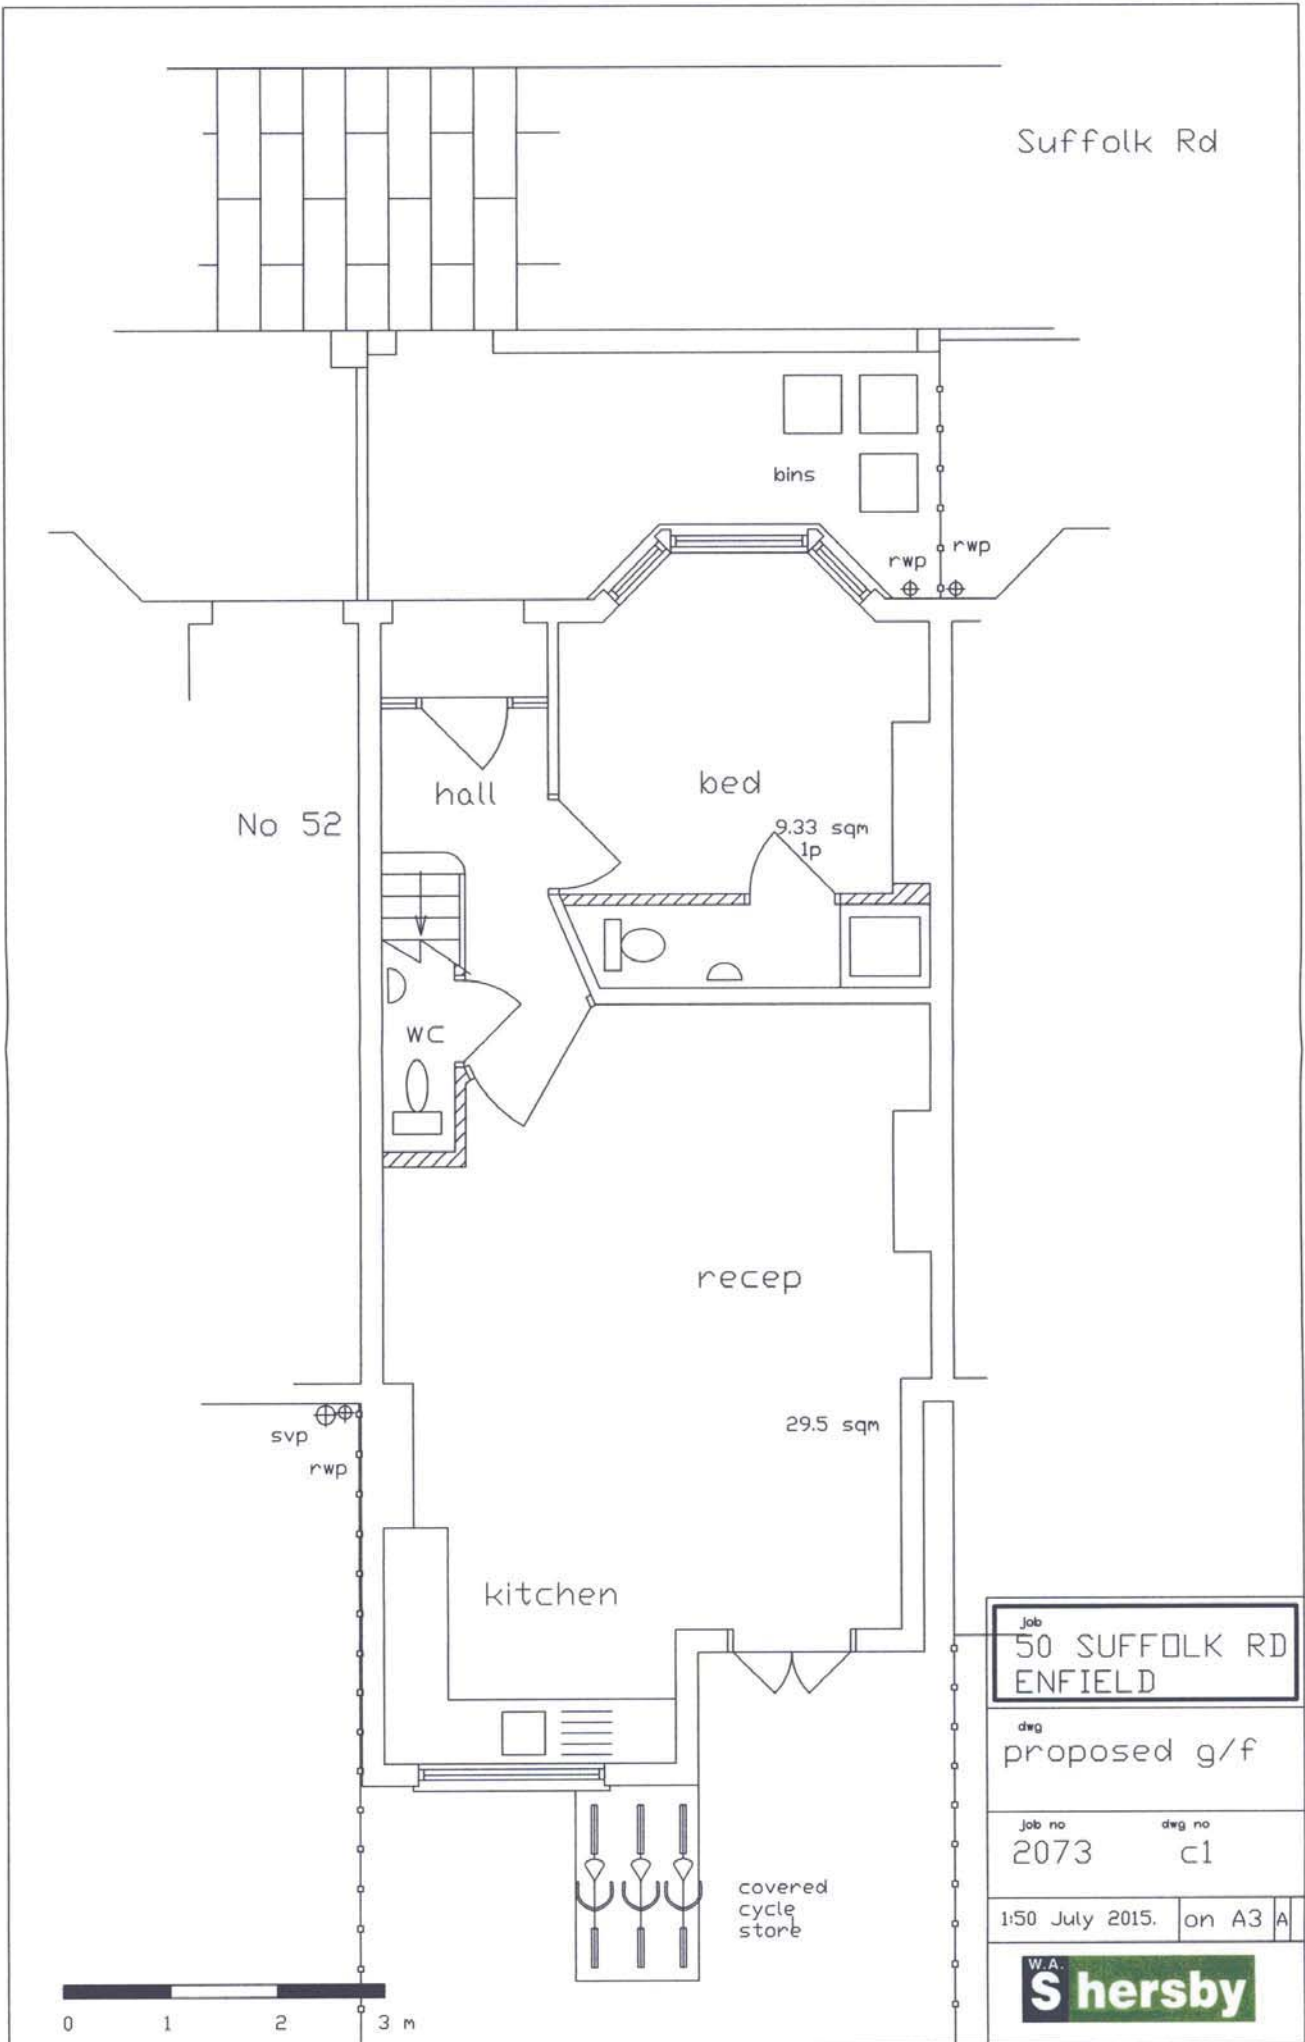 Suffolk Rd
bins
rwp
rwp
hall
bed
No 52
9.33 sqm
1p
WC
recep
29.5 sqm
svp
rwp
kitchen
job
50 SUFFOLK RD
ENFIELD
dwg
proposed g/f
job no dwg no
2073 c1
covered
cycle
store
1:50 July 2015. on A3 A
W.A.
Shersby
0 1 2 3 m